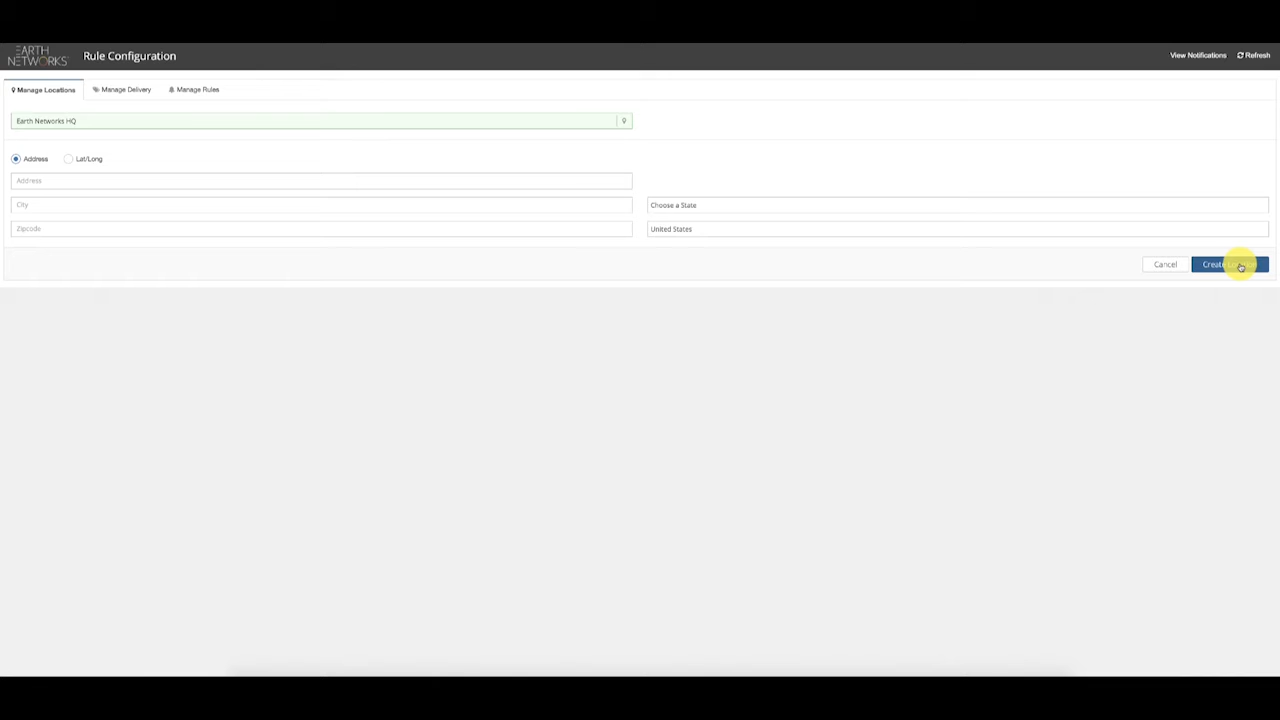 EARTH NETWORKS
Rule Configuration
View Notifications
Refresh
Manage Locations
Manage Delivery
Manage Rules
Earth Networks HQ
Address
Lat/Long
Address
City
Choose a State
Zipcode
United States
Cancel
Create